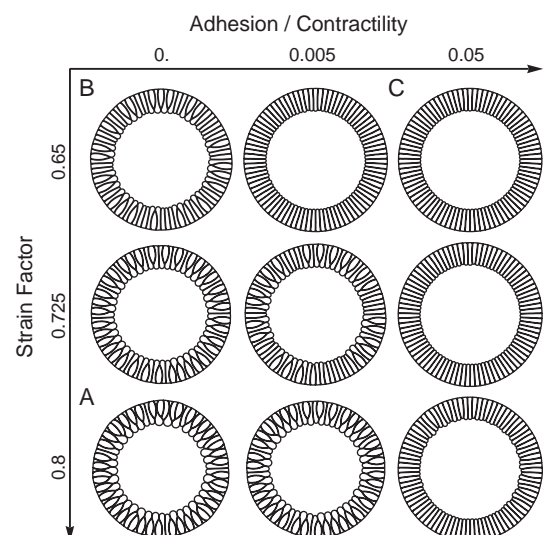 Adhesion / Contractility
0. 0.005 0.05
B C
0.65
Strain Factor
0.725
A
0.8